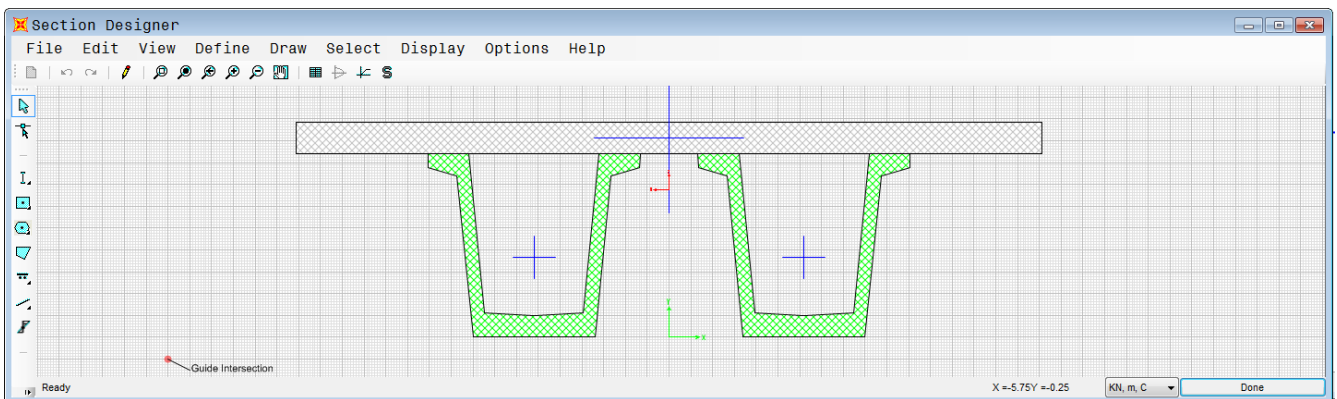 Section Designer
File Edit View Define Draw Select Display Options Help
Y
X
Guide Intersection
Ready
X =-5.75Y =-0.25
KN, m, C
Done